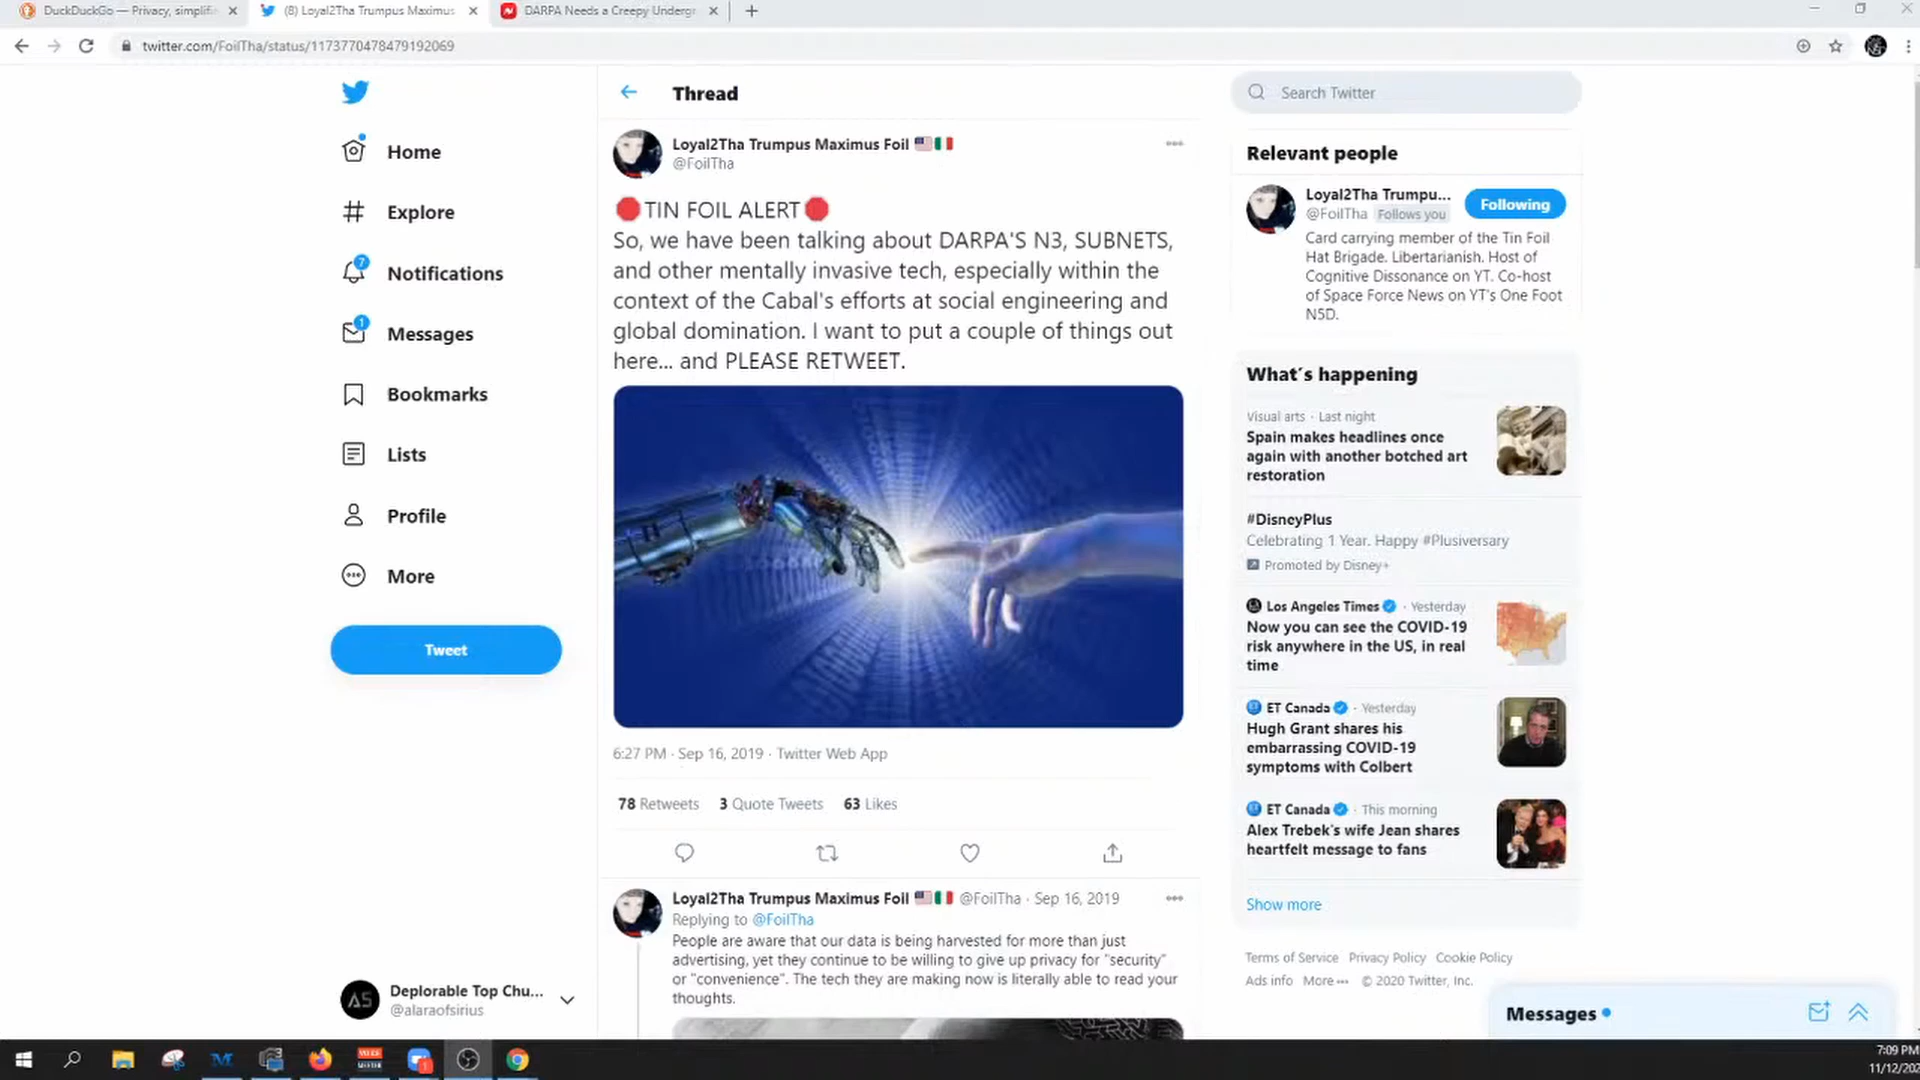 DuckDuckGo — Privacy, simplifi
(8) Loyal2Tha Trumpus Maximus
DARPA Needs a Creepy Undergr
twitter.com/FoilTha/status/1173770478479192069
Home
Explore
7
Notifications
1
Messages
Bookmarks
Lists
Profile
More
Tweet
Deplorable Top Chu...
@alaraofsirius
Thread
Loyal2Tha Trumpus Maximus Foil
@FoilTha
TIN FOIL ALERT
So, we have been talking about DARPA'S N3, SUBNETS,
and other mentally invasive tech, especially within the
context of the Cabal's efforts at social engineering and
global domination. I want to put a couple of things out
here... and PLEASE RETWEET.
6:27 PM · Sep 16, 2019 · Twitter Web App
78 Retweets 3 Quote Tweets 63 Likes
Loyal2Tha Trumpus Maximus Foil @FoilTha · Sep 16, 2019
Replying to @FoilTha
People are aware that our data is being harvested for more than just
advertising, yet they continue to be willing to give up privacy for "security"
or "convenience". The tech they are making now is literally able to read your
thoughts.
Search Twitter
Relevant people
Loyal2Tha Trumpu...
@FoilTha Follows you
Following
Card carrying member of the Tin Foil
Hat Brigade. Libertarianish. Host of
Cognitive Dissonance on YT. Co-host
of Space Force News on YT's One Foot
N5D.
What's happening
Visual arts · Last night
Spain makes headlines once
again with another botched art
restoration
#DisneyPlus
Celebrating 1 Year. Happy #Plusiversary
Promoted by Disney+
Los Angeles Times · Yesterday
Now you can see the COVID-19
risk anywhere in the US, in real
time
ET Canada · Yesterday
Hugh Grant shares his
embarrassing COVID-19
symptoms with Colbert
ET Canada · This morning
Alex Trebek's wife Jean shares
heartfelt message to fans
Show more
Terms of Service Privacy Policy Cookie Policy
Ads info More ••• © 2020 Twitter, Inc.
Messages
7:09 PM
11/12/202